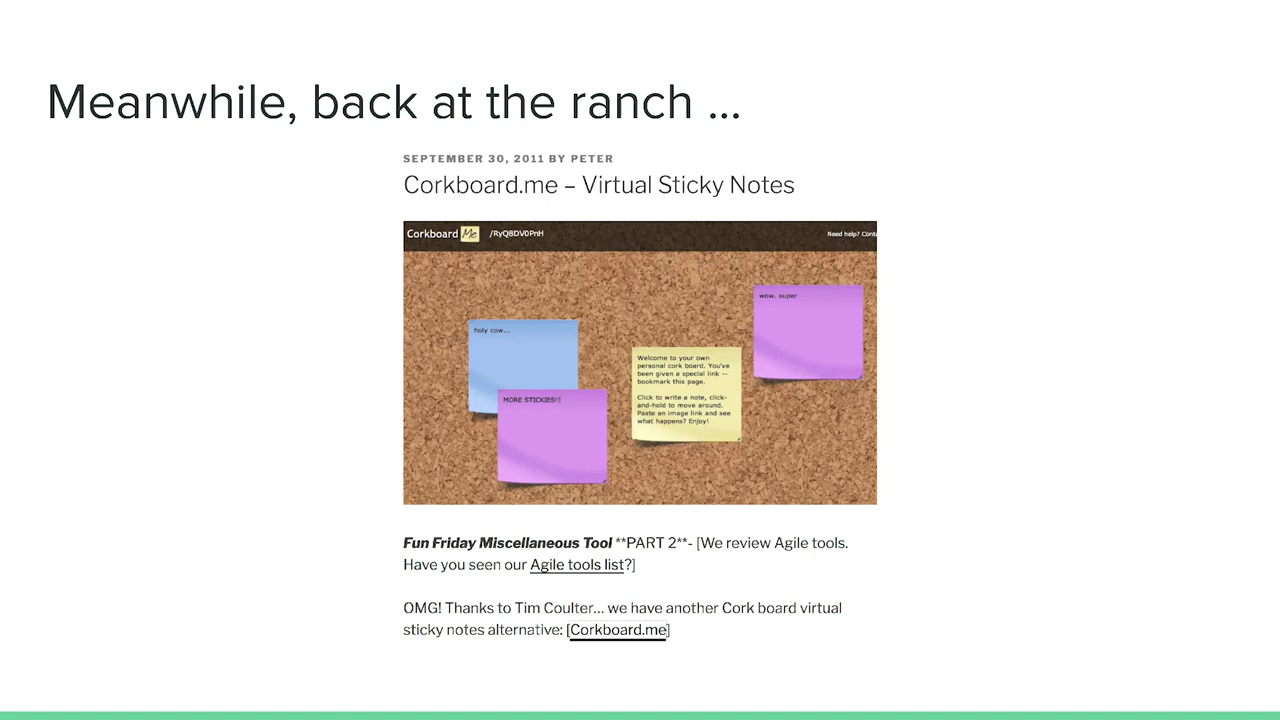 Meanwhile, back at the ranch ...
SEPTEMBER 30, 2011 BY PETER
Corkboard.me – Virtual Sticky Notes
Corkboard Me /RyQ8DV0PnH Need help? Conta
wow. super
holy cow...
Welcome to your own
personal cork board. You've
been given a special link --
bookmark this page.
Click to write a note, click-
and-hold to move around.
Paste an image link and see
what happens? Enjoy!
MORE STICKIES!!
Fun Friday Miscellaneous Tool **PART 2**- [We review Agile tools.
Have you seen our Agile tools list?]
OMG! Thanks to Tim Coulter... we have another Cork board virtual
sticky notes alternative: [Corkboard.me]